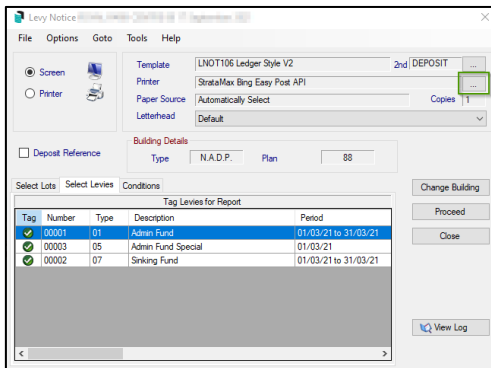 Levy Notice
File Options Goto Tools Help
Screen
Printer
Template LNOT106 Ledger Style V2 2nd DEPOSIT ...
Printer StrataMax Bing Easy Post API ...
Paper Source Automatically Select Copies 1
Letterhead Default
Deposit Reference
Building Details
Type N.A.D.P. Plan 88
Select Lots Select Levies Conditions
Tag Levies for Report
Tag Number Type Description Period
00001 01 Admin Fund 01/03/21 to 31/03/21
00003 05 Admin Fund Special 01/03/21
00002 07 Sinking Fund 01/03/21 to 31/03/21
Change Building
Proceed
Close
View Log